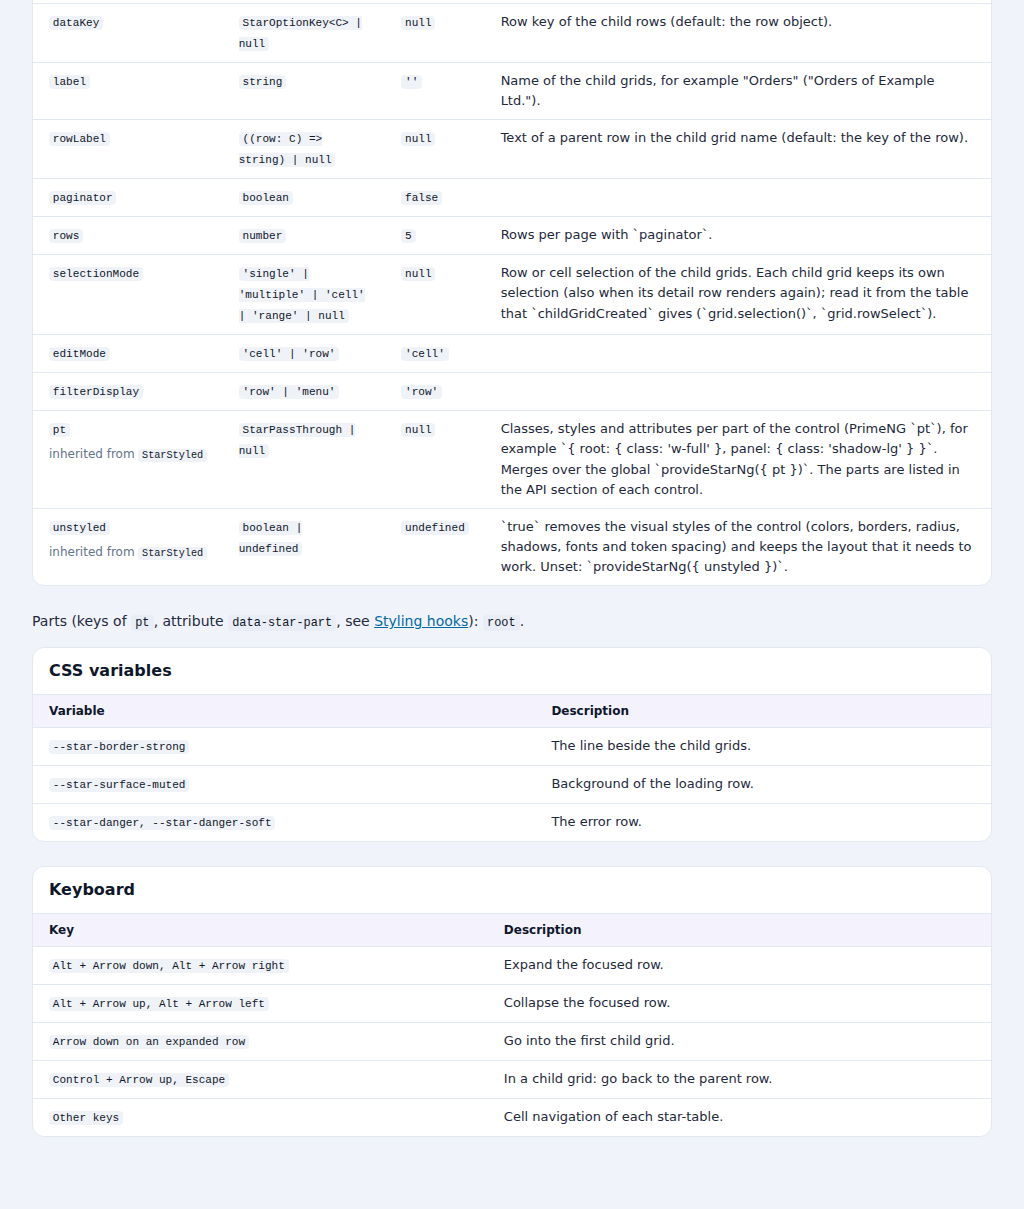 dataKey StarOptionKey<C> | null Row key of the child rows (default: the row object).
null
label string '' Name of the child grids, for example "Orders" ("Orders of Example
Ltd.").
rowLabel ((row: C) => null Text of a parent row in the child grid name (default: the key of the row).
string) | null
paginator boolean false
rows number 5 Rows per page with `paginator`.
selectionMode 'single' | null Row or cell selection of the child grids. Each child grid keeps its own
'multiple' | 'cell' selection (also when its detail row renders again); read it from the table
| 'range' | null that `childGridCreated` gives (`grid.selection()`, `grid.rowSelect`).
editMode 'cell' | 'row' 'cell'
filterDisplay 'row' | 'menu' 'row'
pt StarPassThrough | null Classes, styles and attributes per part of the control (PrimeNG `pt`), for
inherited from StarStyled null example `{ root: { class: 'w-full' }, panel: { class: 'shadow-lg' } }`.
Merges over the global `provideStarNg({ pt })`. The parts are listed in
the API section of each control.
unstyled boolean | undefined `true` removes the visual styles of the control (colors, borders, radius,
inherited from StarStyled undefined shadows, fonts and token spacing) and keeps the layout that it needs to
work. Unset: `provideStarNg({ unstyled })`.
Parts (keys of pt, attribute data-star-part, see Styling hooks): root.
CSS variables
Variable Description
--star-border-strong The line beside the child grids.
--star-surface-muted Background of the loading row.
--star-danger, --star-danger-soft The error row.
Keyboard
Key Description
Alt + Arrow down, Alt + Arrow right Expand the focused row.
Alt + Arrow up, Alt + Arrow left Collapse the focused row.
Arrow down on an expanded row Go into the first child grid.
Control + Arrow up, Escape In a child grid: go back to the parent row.
Other keys Cell navigation of each star-table.